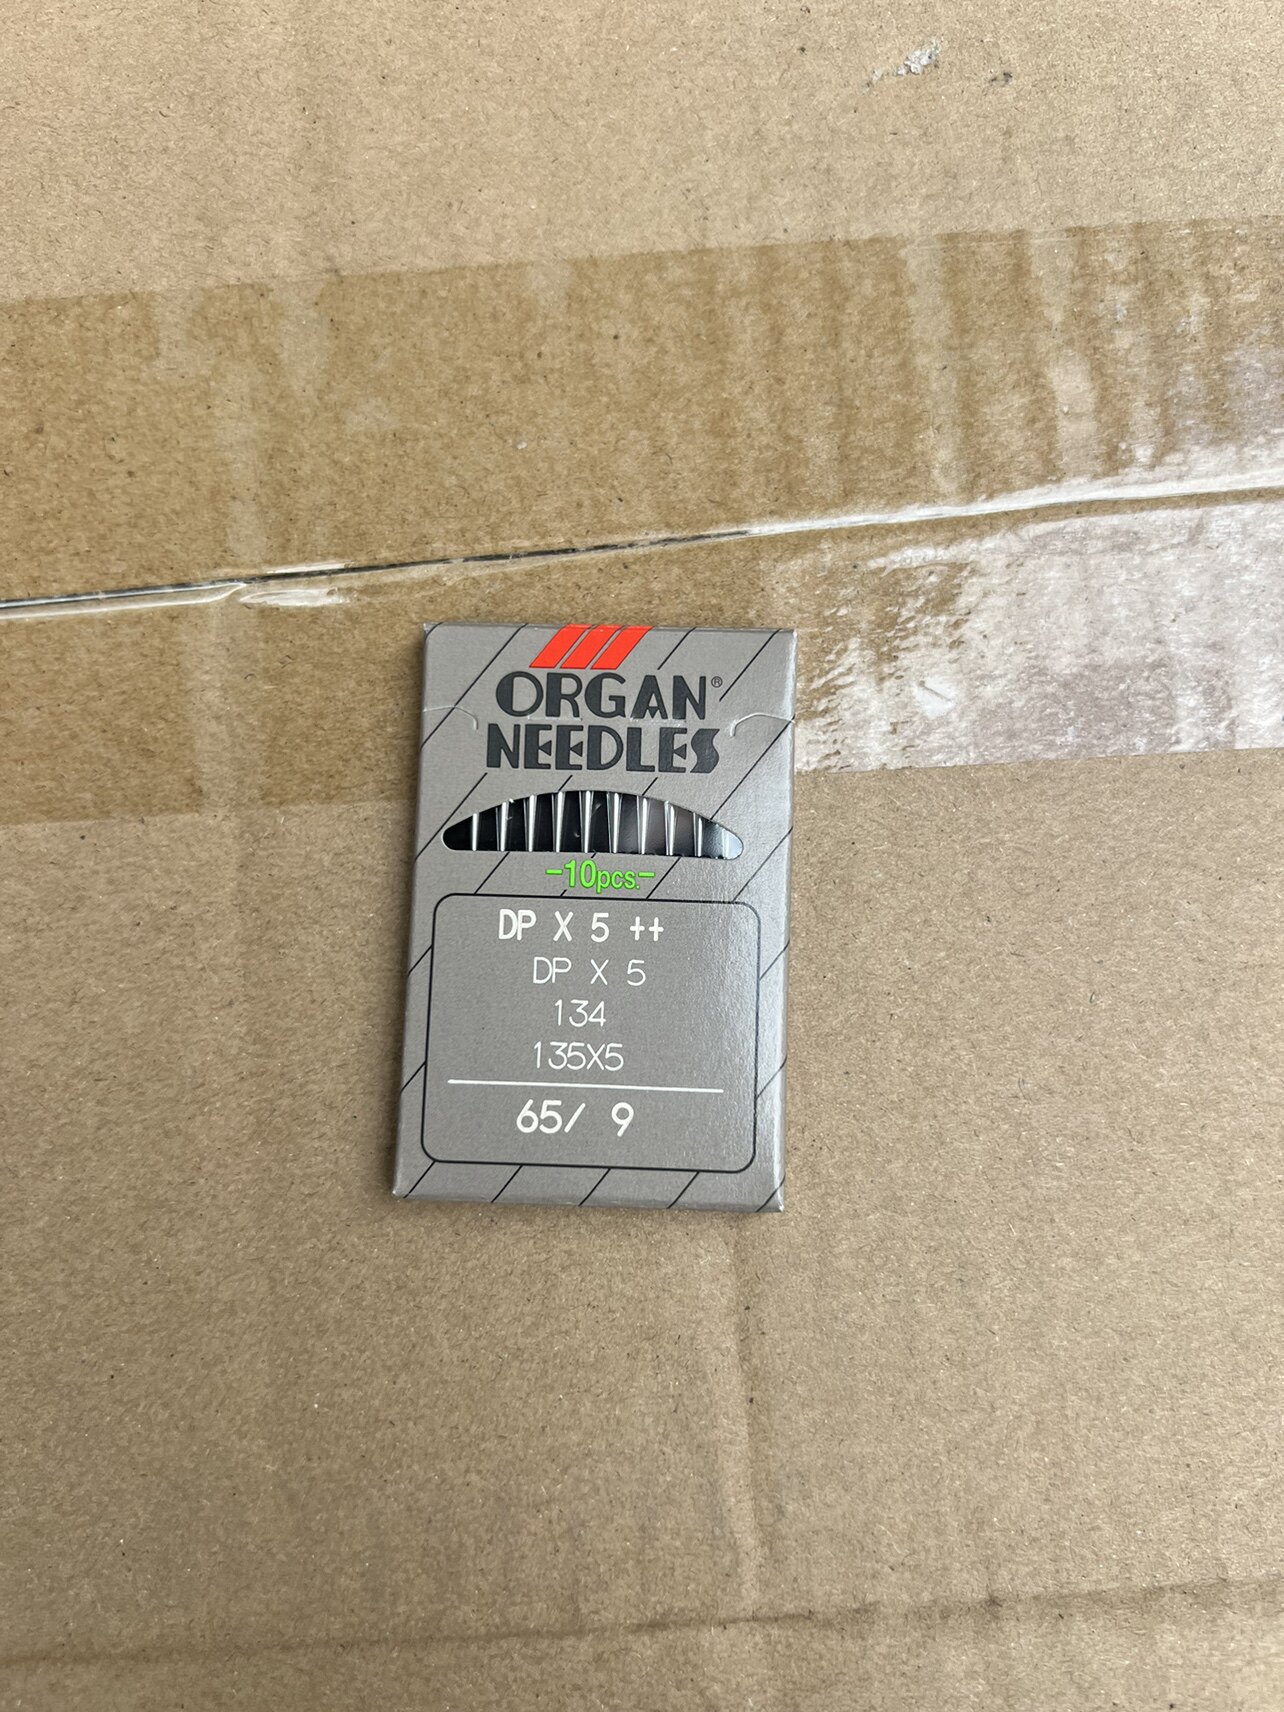 ORGAN®
NEEDLES
-10pcs.-
DP X 5 ++
DP X 5
134
135X5
65/ 9